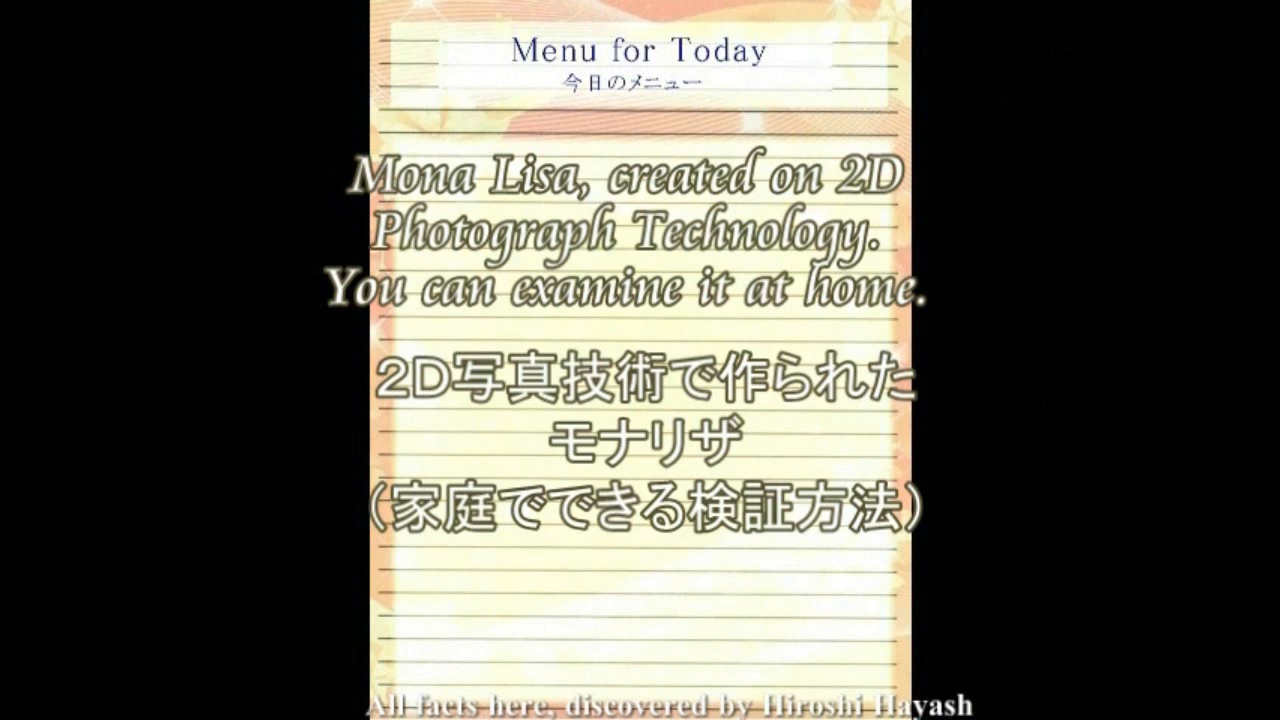 Menu for Today
今日のメニュー
Mona Lisa, created on 2D
Photograph Technology.
You can examine it at home.
２D写真技術で作られた
モナリザ
（家庭でできる検証方法）
All facts here, discovered by Hiroshi Hayash